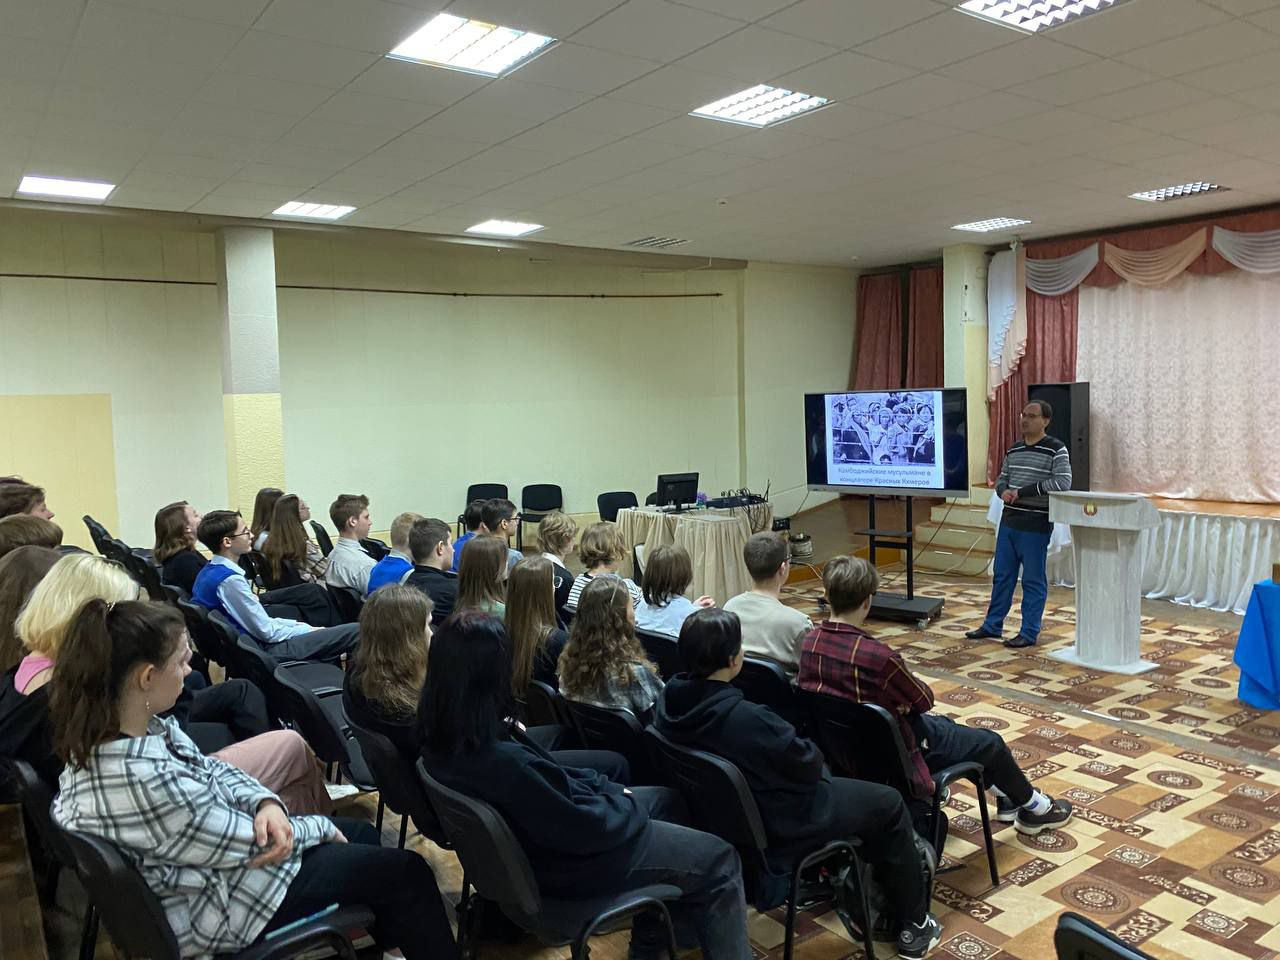 Камбоджийские мусульмане в
концлагере Красных Кхмеров